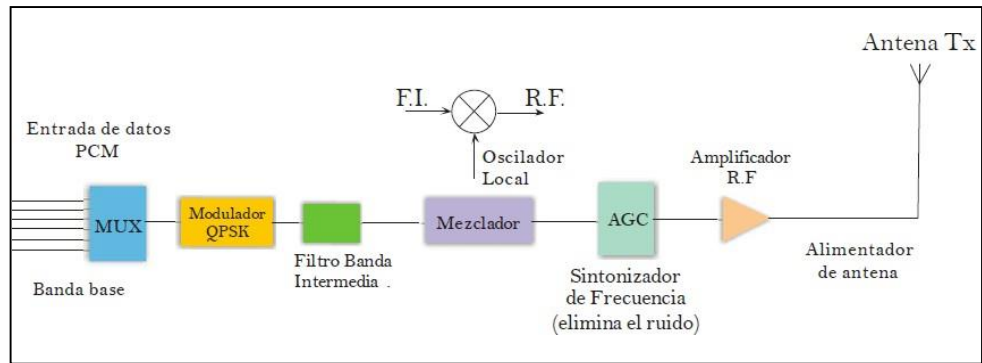 Antena Tx
F.I.
R.F.
Oscilador
Local
Entrada de datos
PCM
MUX
Banda base
Modulador
QPSK
Filtro Banda
Intermedia .
Mezclador
AGC
Sintonizador
de Frecuencia
(elimina el ruido)
Amplificador
R.F
Alimentador
de antena